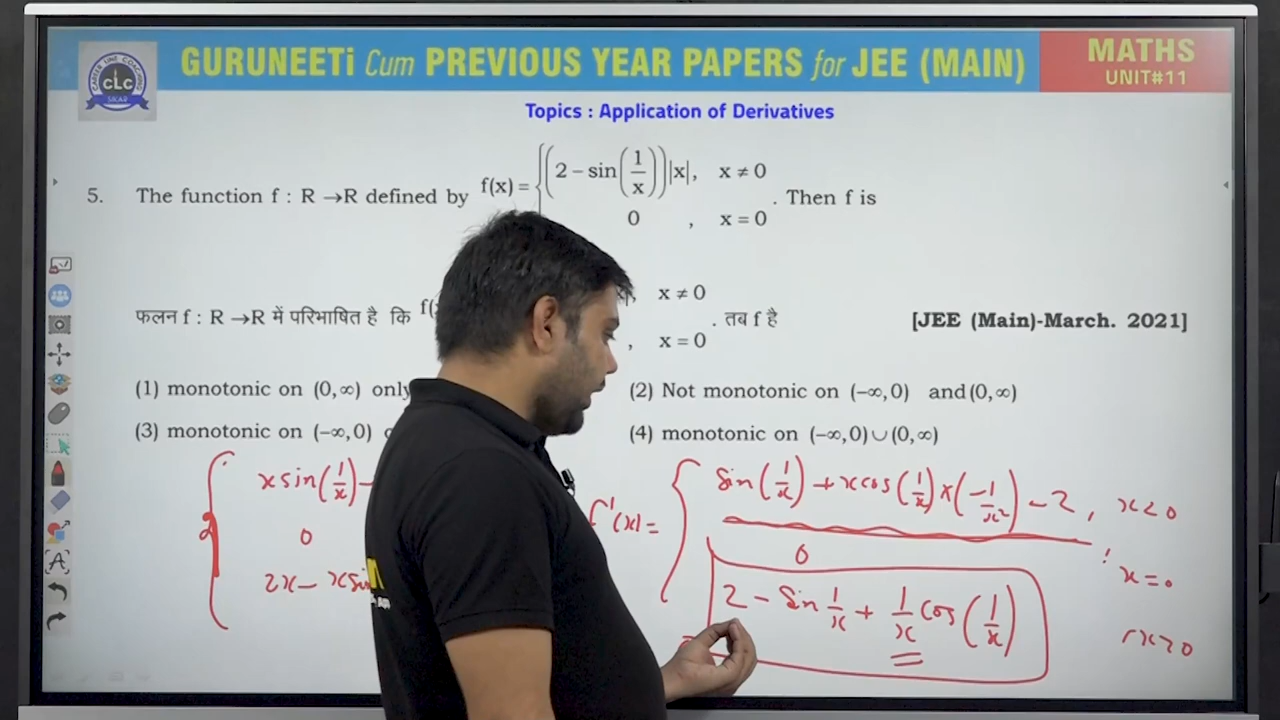 GURUNEETi Cum PREVIOUS YEAR PAPERS for JEE (MAIN)
MATHS
UNIT#11
CLC
SIKAR
Topics : Application of Derivatives
5. The function f : R →R defined by f(x) = { (2 – sin(1/x))|x|, x ≠ 0
0 , x = 0 . Then f is
फलन f : R →R में परिभाषित है कि f( x ≠ 0
, x = 0 . तब f है
[JEE (Main)-March. 2021]
(1) monotonic on (0,∞) only
(2) Not monotonic on (–∞,0) and (0,∞)
(3) monotonic on (–∞,0)
(4) monotonic on (–∞,0)∪(0,∞)
x sin(1/x) –
0
2x – x sin
f'(x) = { sin(1/x) + x cos(1/x) × (–1/x²) – 2, x<0
0 , x=0
2 – sin 1/x + 1/x cos(1/x) , x>0